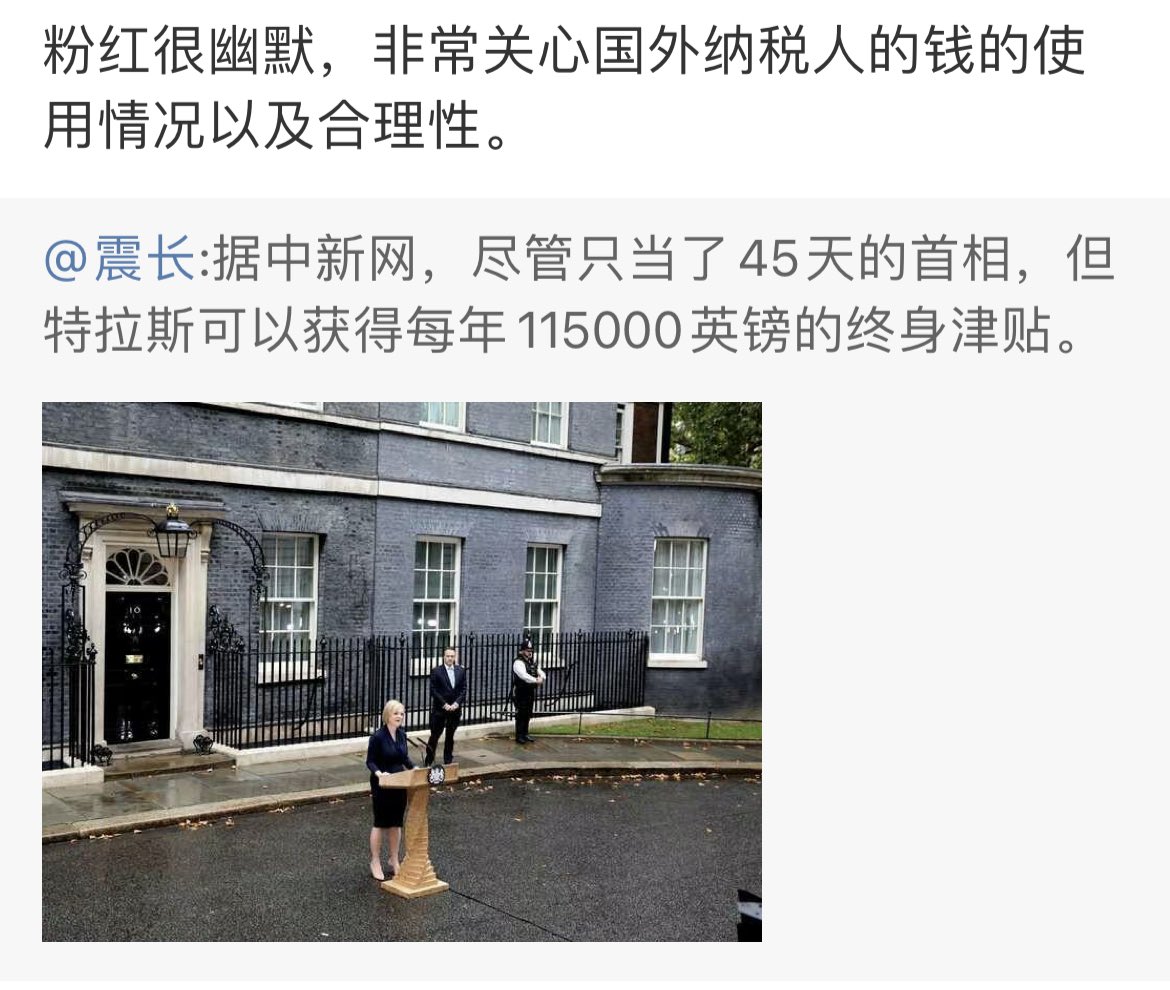 粉红很幽默，非常关心国外纳税人的钱的使
用情况以及合理性。
@震长:据中新网，尽管只当了45天的首相，但
特拉斯可以获得每年115000英镑的终身津贴。
10